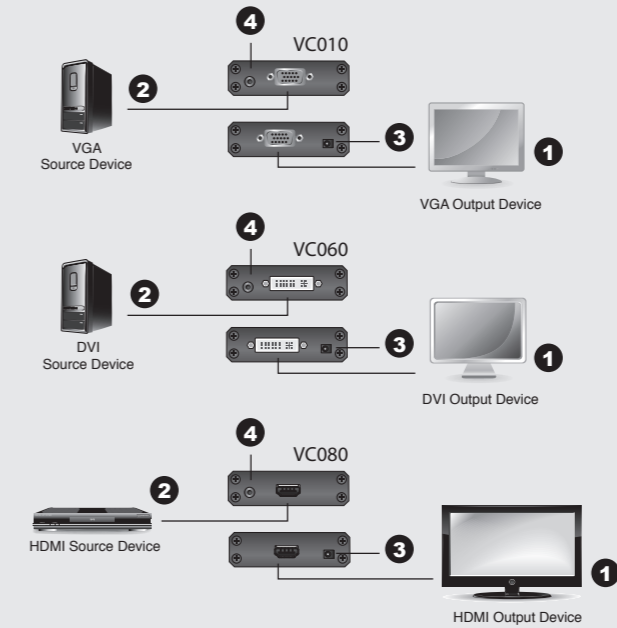 4
VC010
2
3
1
VGA
Source Device
VGA Output Device
4
VC060
2
3
1
DVI
Source Device
DVI Output Device
4
VC080
2
HDMI Source Device
3
1
HDMI Output Device